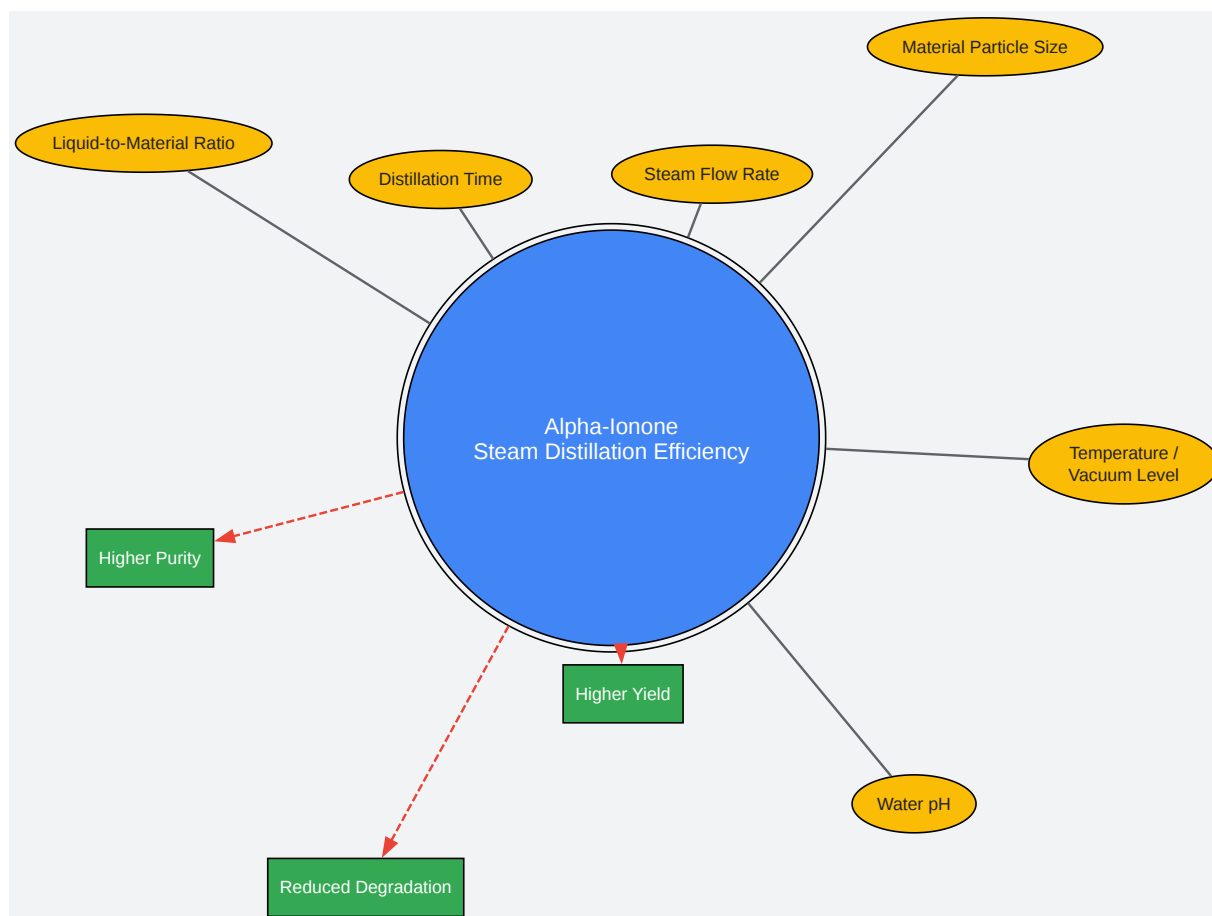 Material Particle Size
Liquid-to-Material Ratio
Distillation Time
Steam Flow Rate
Alpha-Ionone
Steam Distillation Efficiency
Temperature /
Vacuum Level
Higher Purity
Higher Yield
Water pH
Reduced Degradation